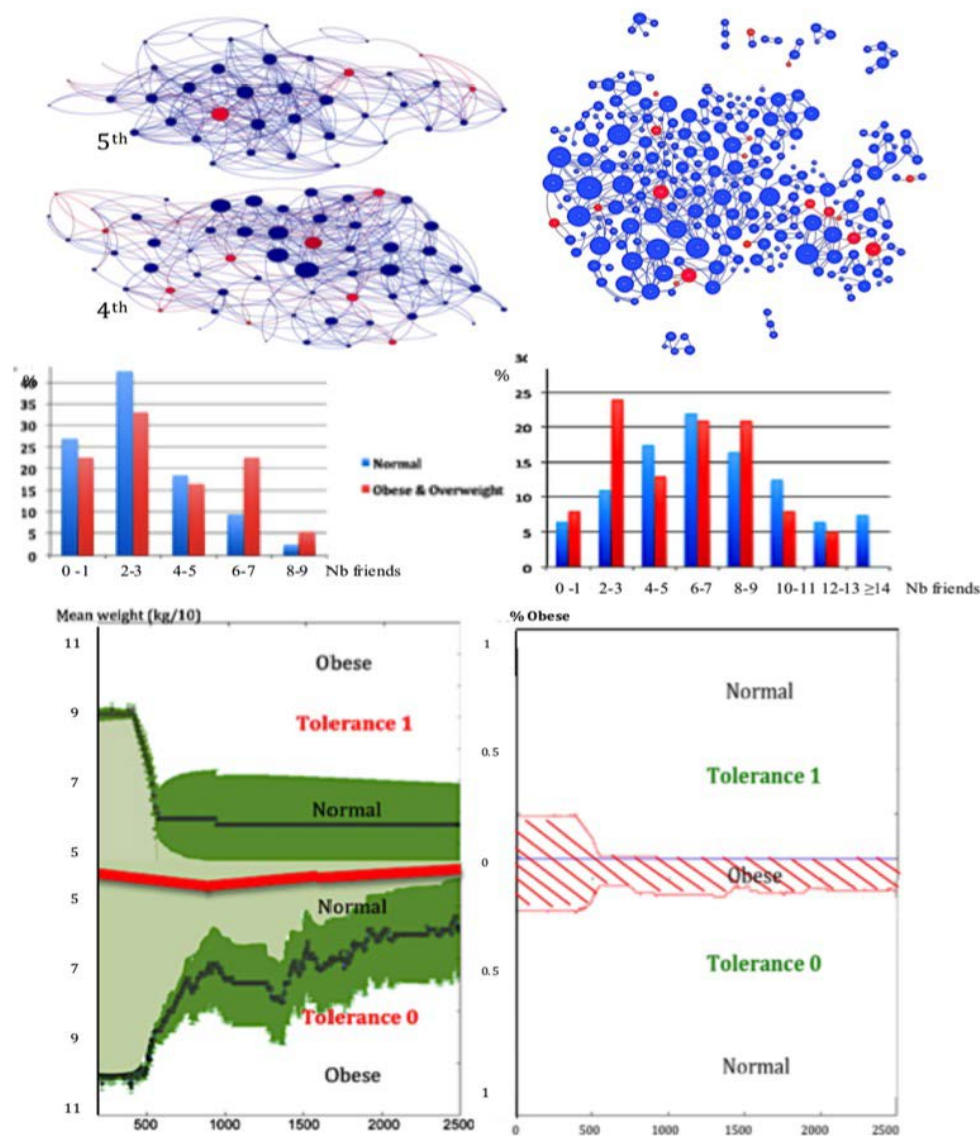 5th
4th
%
40
35
30
25
20
15
10
5
0
0 -1 2-3 4-5 6-7 8-9 Nb friends
Normal
Obese & Overweight
%
25
20
15
10
5
0
0 -1 2-3 4-5 6-7 8-9 10-11 12-13 ≥14 Nb friends
Mean weight (kg/10)
11
9
7
5
5
7
9
11
Obese
Tolerance 1
Normal
Normal
Tolerance 0
Obese
500 1000 1500 2000 2500
% Obese
1
0.5
0
0.5
1
Normal
Tolerance 1
Obese
Tolerance 0
Normal
0 500 1000 1500 2000 2500